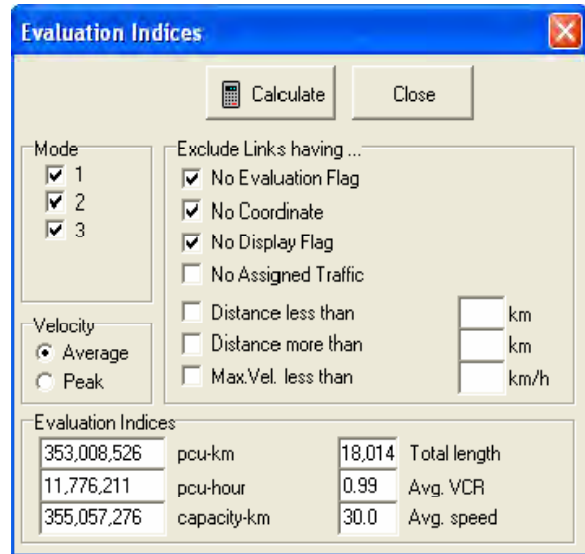 Evaluation Indices
Calculate
Close
Mode
1
2
3
Exclude Links having ...
No Evaluation Flag
No Coordinate
No Display Flag
No Assigned Traffic
Distance less than km
Distance more than km
Max.Vel. less than km/h
Velocity
Average
Peak
Evaluation Indices
353,008,526 pcu-km 18,014 Total length
11,776,211 pcu-hour 0.99 Avg. VCR
355,057,276 capacity-km 30.0 Avg. speed